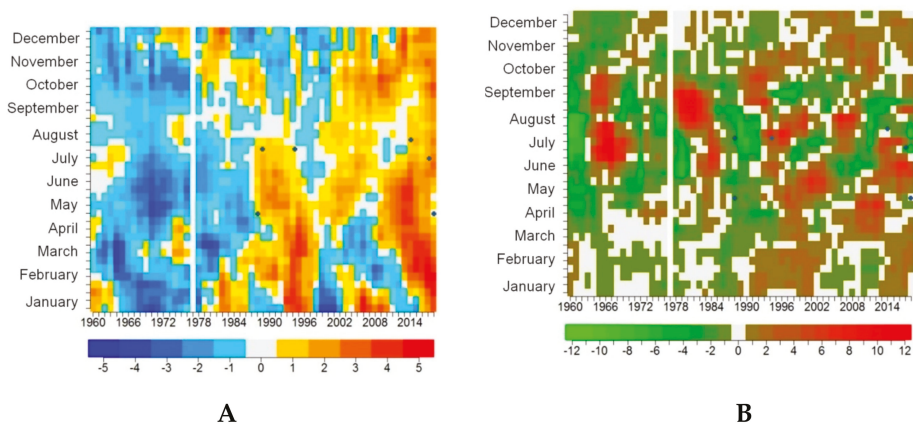 December
November
October
September
August
July
June
May
April
March
February
January
1960 1966 1972 1978 1984 1990 1996 2002 2008 2014
-5 -4 -3 -2 -1 0 1 2 3 4 5
A
December
November
October
September
August
July
June
May
April
March
February
January
1960 1966 1972 1978 1984 1990 1996 2002 2008 2014
-12 -10 -8 -6 -4 -2 0 2 4 6 8 10 12
B